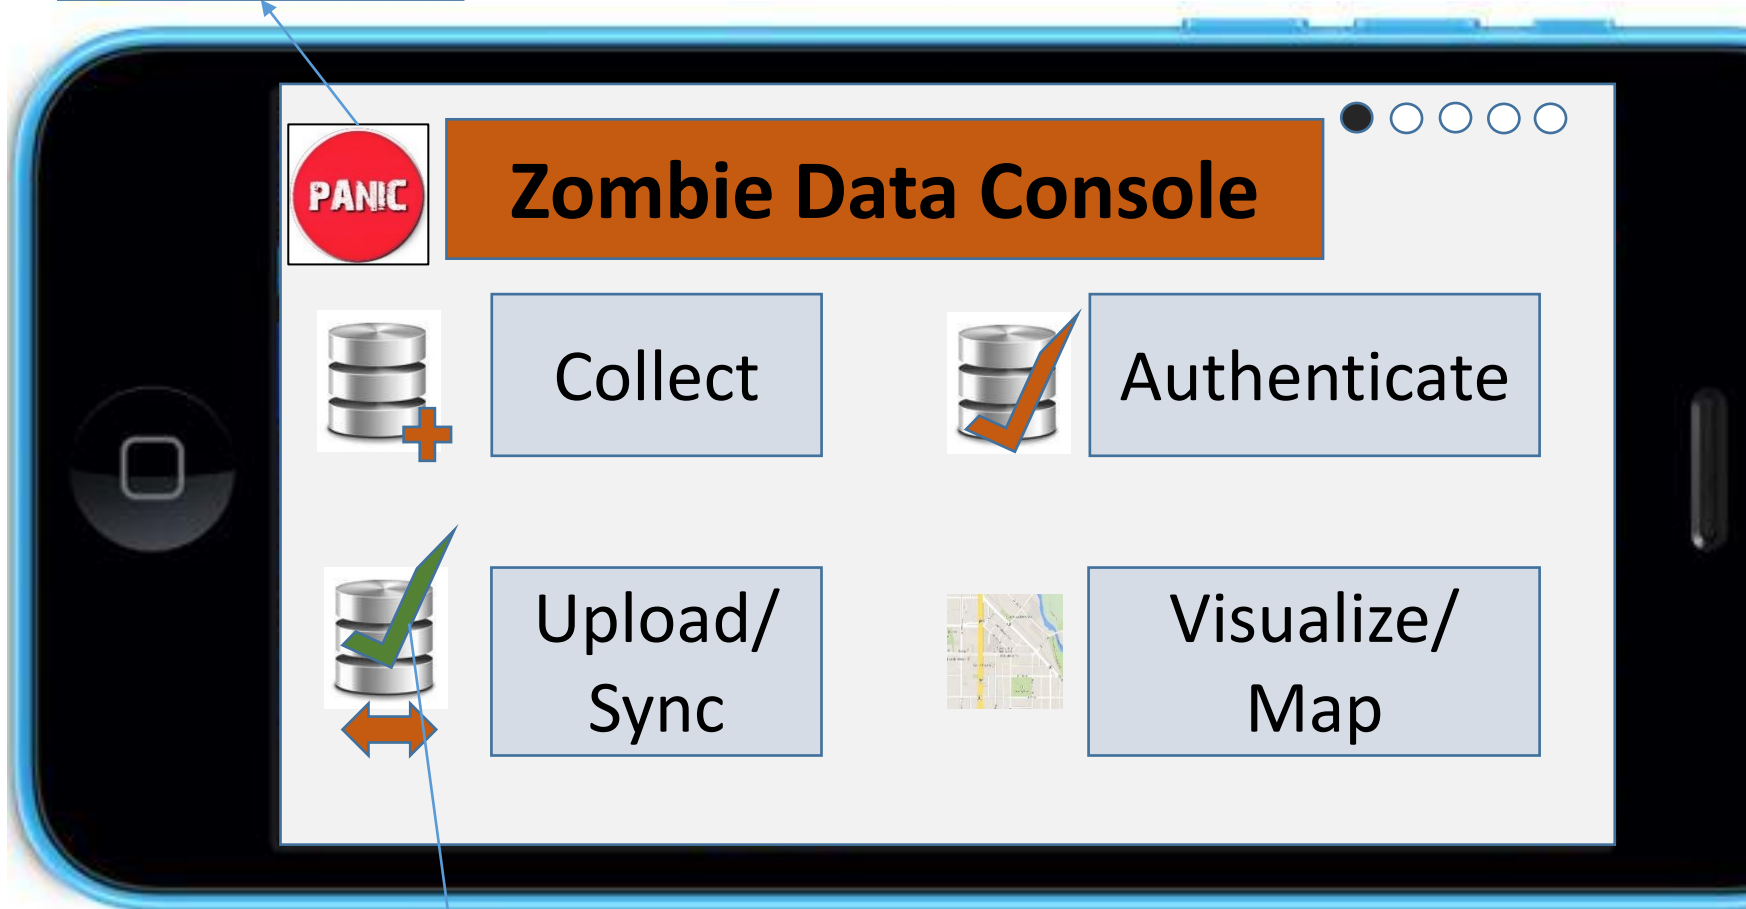 PANIC
Zombie Data Console
Collect
Authenticate
Upload/
Sync
Visualize/
Map